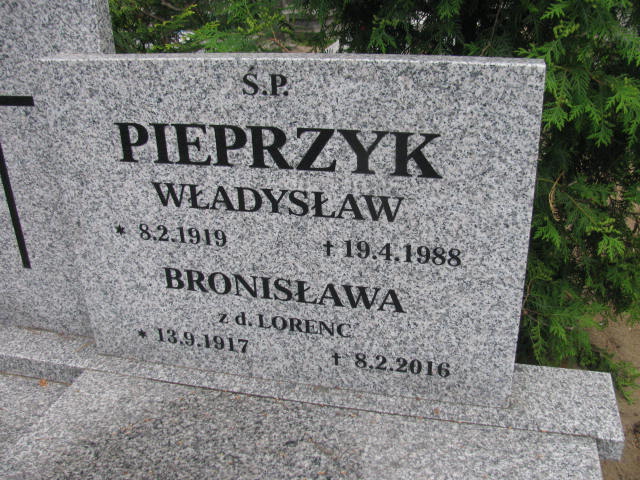 Ś.P.
PIEPRZYK
WŁADYSŁAW
* 8.2.1919 † 19.4.1988
BRONISŁAWA
z d. LORENC
* 13.9.1917 † 8.2.2016